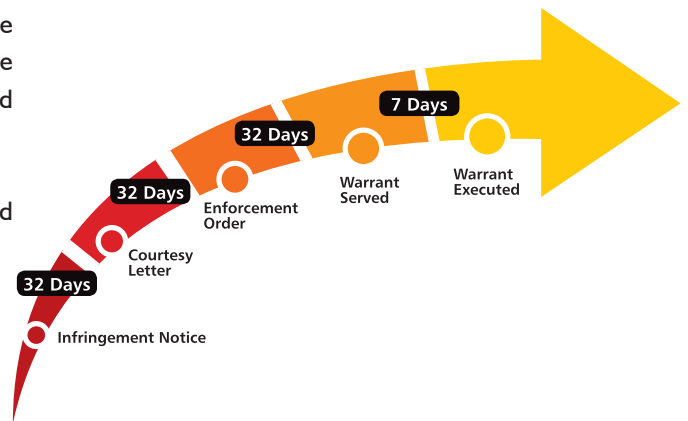 e
e
d
d
7 Days
32 Days
Warrant
Executed
Warrant
Served
32 Days
Enforcement
Order
Courtesy
Letter
32 Days
Infringement Notice